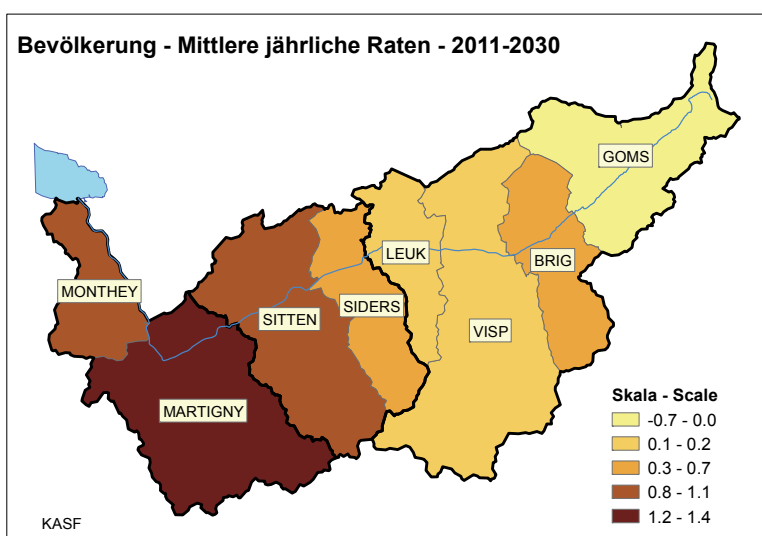 Bevölkerung - Mittlere jährliche Raten - 2011-2030
GOMS
LEUK
BRIG
MONTHEY
SITTEN
SIDERS
VISP
MARTIGNY
Skala - Scale
-0.7 - 0.0
0.1 - 0.2
0.3 - 0.7
0.8 - 1.1
1.2 - 1.4
KASF